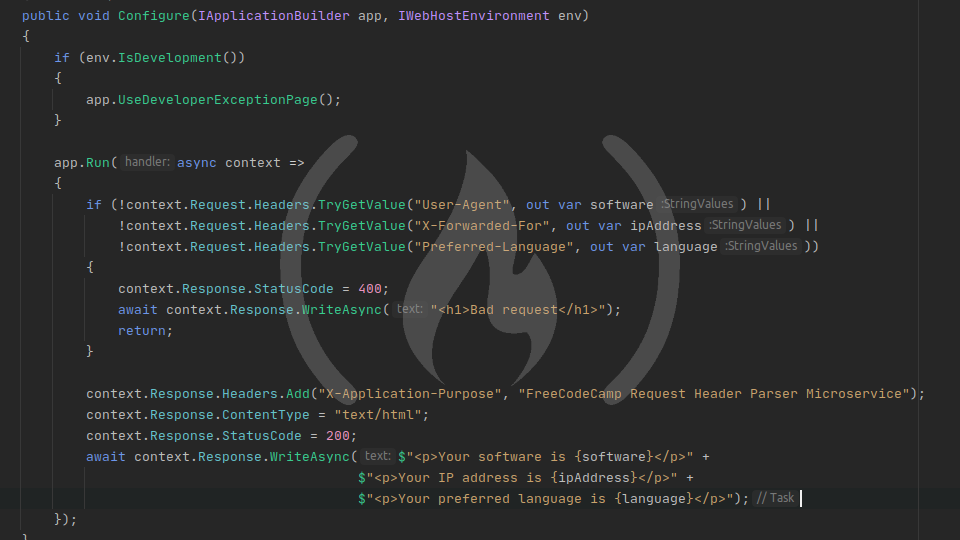 public void Configure(IApplicationBuilder app, IWebHostEnvironment env)
{
if (env.IsDevelopment())
{
app.UseDeveloperExceptionPage();
}
app.Run( handler: async context =>
{
if (!context.Request.Headers.TryGetValue("User-Agent", out var software :StringValues ) ||
!context.Request.Headers.TryGetValue("X-Forwarded-For", out var ipAddress :StringValues ) ||
!context.Request.Headers.TryGetValue("Preferred-Language", out var language :StringValues ))
{
context.Response.StatusCode = 400;
await context.Response.WriteAsync( text: "<h1>Bad request</h1>");
return;
}
context.Response.Headers.Add("X-Application-Purpose", "FreeCodeCamp Request Header Parser Microservice");
context.Response.ContentType = "text/html";
context.Response.StatusCode = 200;
await context.Response.WriteAsync( text: $"<p>Your software is {software}</p>" +
$"<p>Your IP address is {ipAddress}</p>" +
$"<p>Your preferred language is {language}</p>"); // Task
});
}